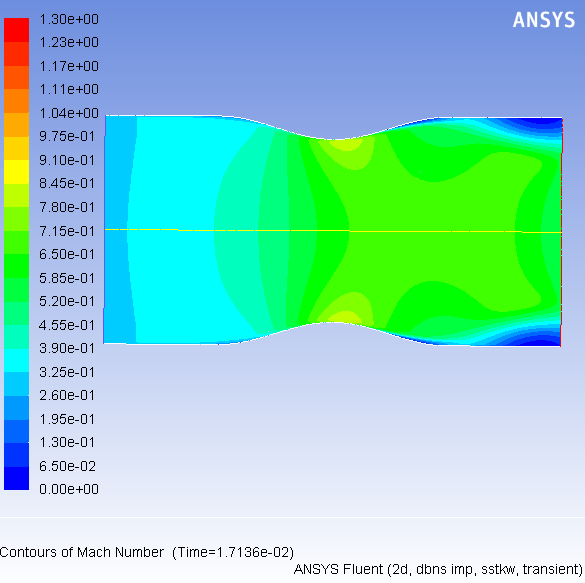 1.30e+00
1.23e+00
1.17e+00
1.11e+00
1.04e+00
9.75e-01
9.10e-01
8.45e-01
7.80e-01
7.15e-01
6.50e-01
5.85e-01
5.20e-01
4.55e-01
3.90e-01
3.25e-01
2.60e-01
1.95e-01
1.30e-01
6.50e-02
0.00e+00
ANSYS
Contours of Mach Number  (Time=1.7136e-02)
ANSYS Fluent (2d, dbns imp, sstkw, transient)